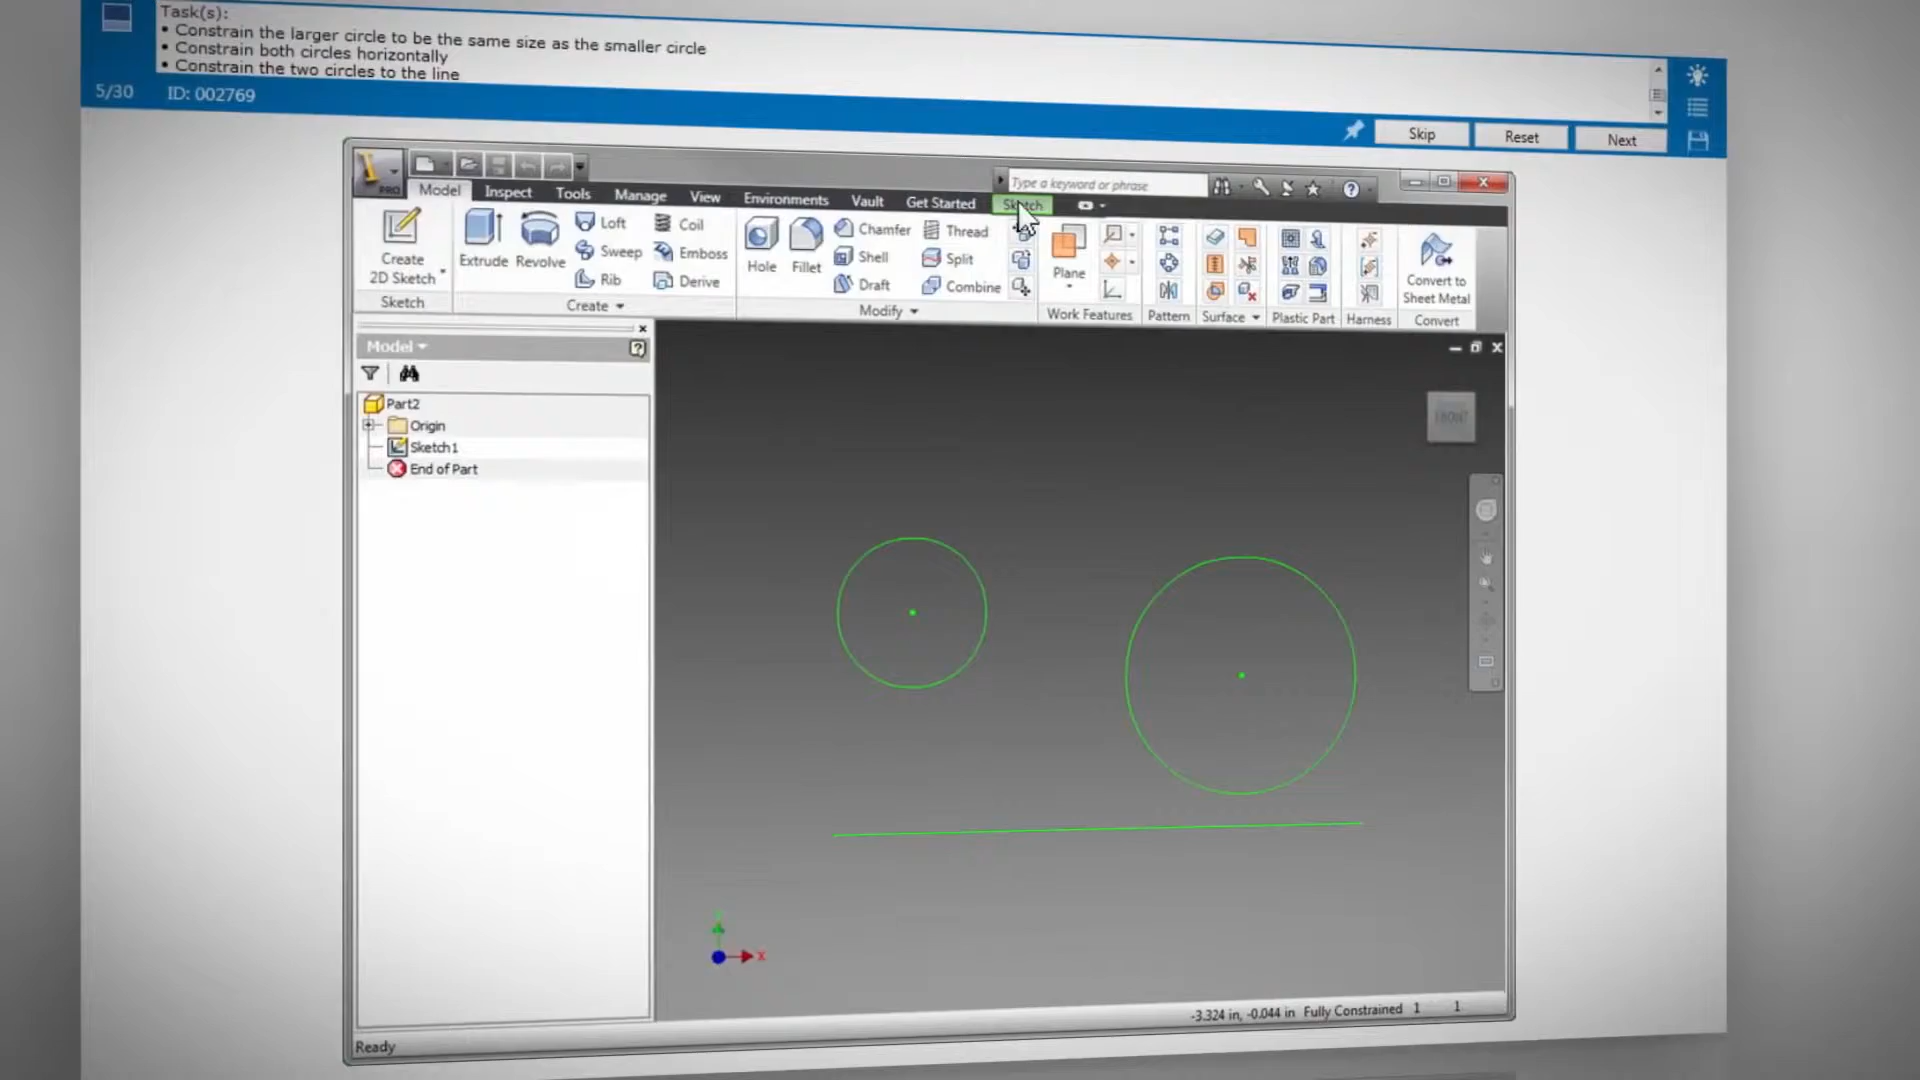 Task(s):
• Constrain the larger circle to be the same size as the smaller circle
• Constrain both circles horizontally
• Constrain the two circles to the line
5/30 ID: 002769
Skip Reset Next
PRO
Type a keyword or phrase
Model Inspect Tools Manage View Environments Vault Get Started Sketch
Create
2D Sketch
Sketch
Extrude Revolve
Loft Coil
Sweep Emboss
Rib Derive
Create
Hole Fillet
Chamfer Thread
Shell Split
Draft Combine
Modify
Plane
Work Features
Pattern
Surface
Plastic Part
Harness
Convert to
Sheet Metal
Convert
Model
Part2
Origin
Sketch1
End of Part
FRONT
X
-3.324 in, -0.044 in Fully Constrained 1 1
Ready